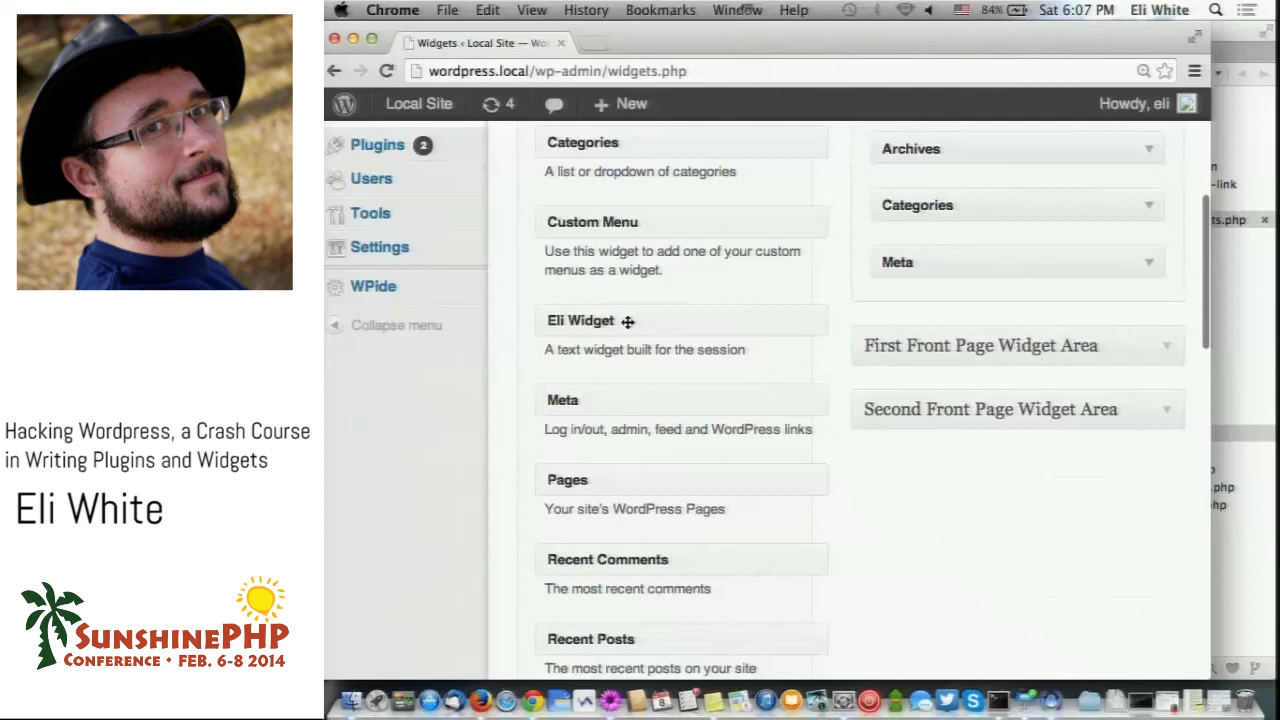 Chrome File Edit View History Bookmarks Window Help 84% Sat 6:07 PM Eli White
Widgets ‹ Local Site — Wo
wordpress.local/wp-admin/widgets.php
Local Site 4 + New Howdy, eli
Plugins 2
Users
Tools
Settings
WPide
Collapse menu
Categories
A list or dropdown of categories
Custom Menu
Use this widget to add one of your custom
menus as a widget.
Eli Widget
A text widget built for the session
Meta
Log in/out, admin, feed and WordPress links
Pages
Your site's WordPress Pages
Recent Comments
The most recent comments
Recent Posts
The most recent posts on your site
Archives
Categories
Meta
First Front Page Widget Area
Second Front Page Widget Area
-link
ts.php
.php
hp
Hacking Wordpress, a Crash Course
in Writing Plugins and Widgets
Eli White
SunshinePHP
Conference • Feb. 6-8 2014